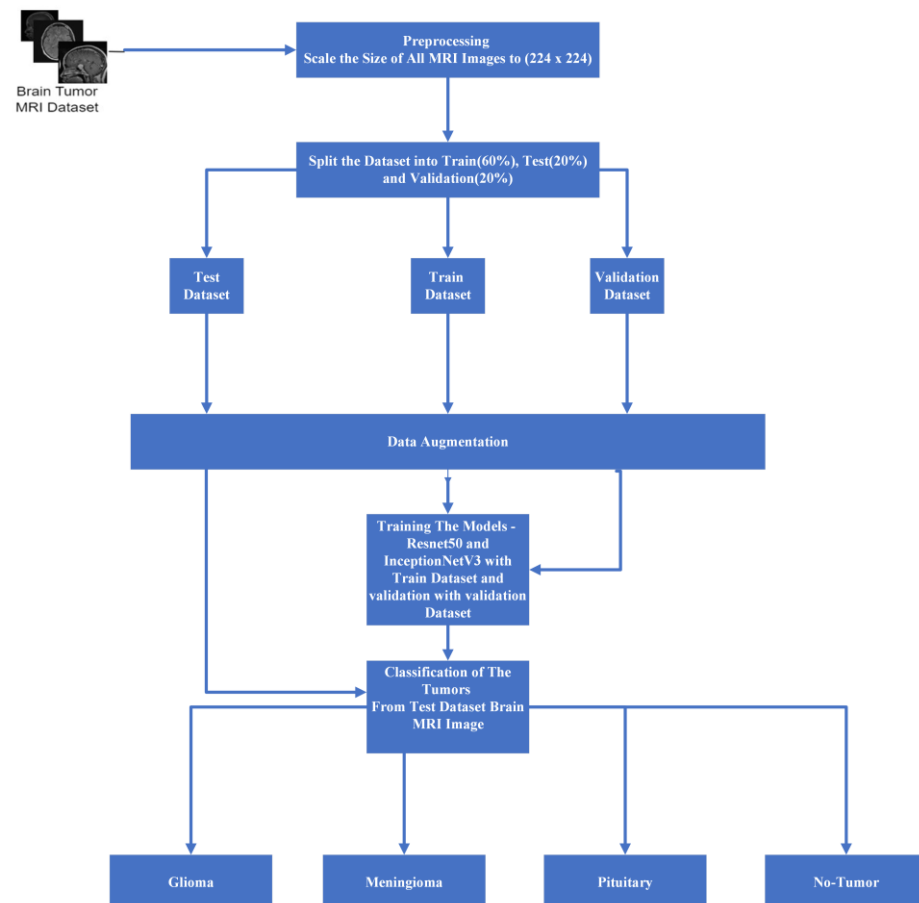 Brain Tumor
MRI Dataset
Preprocessing
Scale the Size of All MRI Images to (224 x 224)
Split the Dataset into Train(60%), Test(20%)
and Validation(20%)
Test
Dataset
Train
Dataset
Validation
Dataset
Data Augmentation
Training The Models -
Resnet50 and
InceptionNetV3 with
Train Dataset and
validation with validation
Dataset
Classification of The
Tumors
From Test Dataset Brain
MRI Image
Glioma
Meningioma
Pituitary
No-Tumor